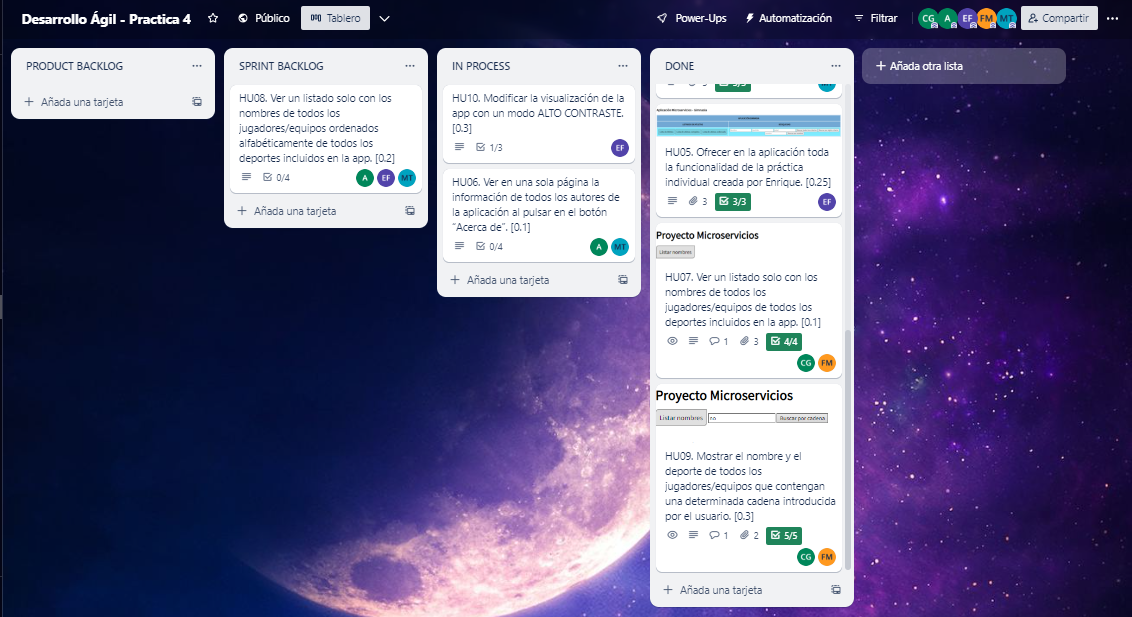 Desarrollo Ágil - Practica 4
Público
Tablero
Power-Ups
Automatización
Filtrar
CG
A
EF
FM
MT
Compartir
PRODUCT BACKLOG
Añada una tarjeta
SPRINT BACKLOG
HU08. Ver un listado solo con los
nombres de todos los
jugadores/equipos ordenados
alfabéticamente de todos los
deportes incluidos en la app. [0.2]
0/4
A
EF
MT
Añada una tarjeta
IN PROCESS
HU10. Modificar la visualización de la
app con un modo ALTO CONTRASTE.
[0.3]
1/3
EF
HU06. Ver en una sola página la
información de todos los autores de
la aplicación al pulsar en el botón
"Acerca de". [0.1]
0/4
A
MT
Añada una tarjeta
DONE
HU05. Ofrecer en la aplicación toda
la funcionalidad de la práctica
individual creada por Enrique. [0.25]
3
3/3
EF
Proyecto Microservicios
Listar nombres
HU07. Ver un listado solo con los
nombres de todos los
jugadores/equipos de todos los
deportes incluidos en la app. [0.1]
1
3
4/4
CG
FM
Proyecto Microservicios
Listar nombres
no
Buscar por cadena
HU09. Mostrar el nombre y el
deporte de todos los
jugadores/equipos que contengan
una determinada cadena introducida
por el usuario. [0.3]
1
2
5/5
CG
FM
Añada una tarjeta
Añada otra lista